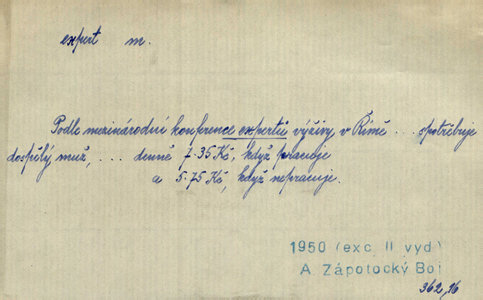 expert m.
Podle mezinárodní konference expertů výživy, v Římě ... spotřebuje
dospělý muž, ... denně 7·35 Kč, když pracuje
a 5·75 Kč, když nepracuje.
1950 (exc. II vyd)
A. Zápotocký Boj
362,16